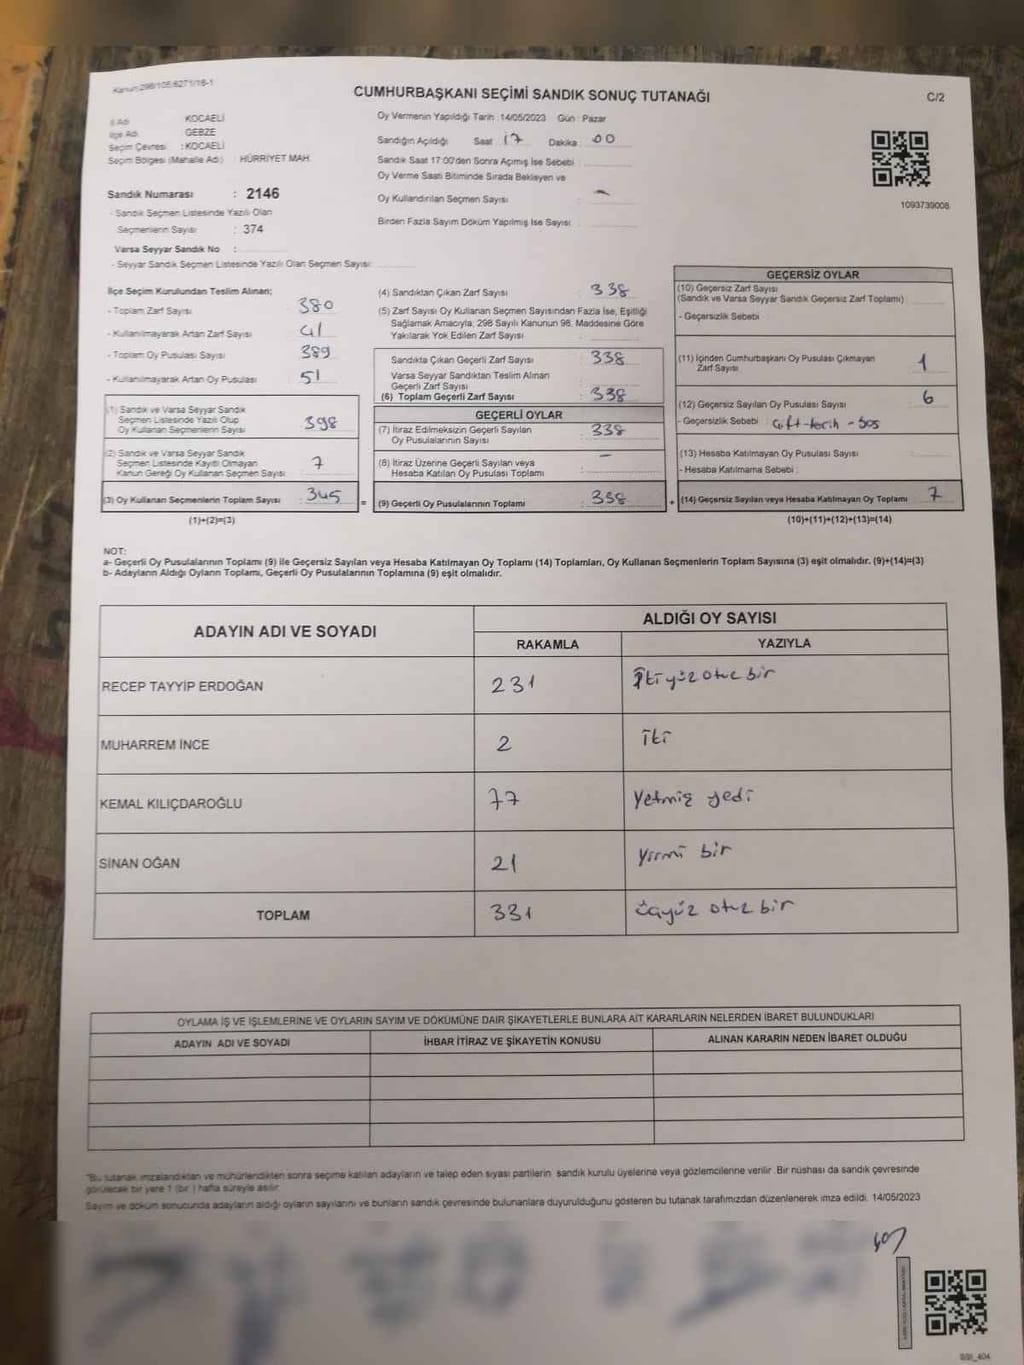 Kanun:298/105;6271/18-1
CUMHURBAŞKANI SEÇİMİ SANDIK SONUÇ TUTANAĞI
C/2
İl Adı : KOCAELİ
İlçe Adı : GEBZE
Seçim Çevresi : KOCAELİ
Seçim Bölgesi (Mahalle Adı) : HÜRRİYET MAH.
Sandık Numarası : 2146
- Sandık Seçmen Listesinde Yazılı Olan
Seçmenlerin Sayısı : 374
Varsa Seyyar Sandık No :
- Seyyar Sandık Seçmen Listesinde Yazılı Olan Seçmen Sayısı:
Oy Vermenin Yapıldığı Tarih :14/05/2023 Gün : Pazar
Sandığın Açıldığı Saat 17 Dakika 00
Sandık Saat 17:00'den Sonra Açımış İse Sebebi :
Oy Verme Saati Bitiminde Sırada Bekleyen ve
Oy Kullandırılan Seçmen Sayısı : -
Birden Fazla Sayım Döküm Yapılmış İse Sayısı :
1093739008
İlçe Seçim Kurulundan Teslim Alınan;
- Toplam Zarf Sayısı : 380
- Kullanılmayarak Artan Zarf Sayısı : 41
- Toplam Oy Pusulası Sayısı : 389
- Kullanılmayarak Artan Oy Pusulası : 51
(1) Sandık ve Varsa Seyyar Sandık
Seçmen Listesinde Yazılı Olup
Oy Kullanan Seçmenlerin Sayısı : 398
(2) Sandık ve Varsa Seyyar Sandık
Seçmen Listesinde Kayıtlı Olmayan
Kanun Gereği Oy Kullanan Seçmen Sayısı : 7
(3) Oy Kullanan Seçmenlerin Toplam Sayısı : 345
(1)+(2)=(3)
=
(4) Sandıktan Çıkan Zarf Sayısı : 338
(5) Zarf Sayısı Oy Kullanan Seçmen Sayısından Fazla İse, Eşitliği
Sağlamak Amacıyla, 298 Sayılı Kanunun 98. Maddesine Göre
Yakılarak Yok Edilen Zarf Sayısı :
Sandıkta Çıkan Geçerli Zarf Sayısı : 338
Varsa Seyyar Sandıktan Teslim Alınan
Geçerli Zarf Sayısı :
(6) Toplam Geçerli Zarf Sayısı : 338
GEÇERLİ OYLAR
(7) İtiraz Edilmeksizin Geçerli Sayılan
Oy Pusulalarının Sayısı : 338
(8) İtiraz Üzerine Geçerli Sayılan veya
Hesaba Katılan Oy Pusulası Toplamı : -
(9) Geçerli Oy Pusulalarının Toplamı : 338
+
GEÇERSİZ OYLAR
(10) Geçersiz Zarf Sayısı
(Sandık ve Varsa Seyyar Sandık Geçersiz Zarf Toplamı) :
- Geçersizlik Sebebi :
(11) İçinden Cumhurbaşkanı Oy Pusulası Çıkmayan
Zarf Sayısı : 1
(12) Geçersiz Sayılan Oy Pusulası Sayısı : 6
- Geçersizlik Sebebi : çift-tercih - boş
(13) Hesaba Katılmayan Oy Pusulası Sayısı :
- Hesaba Katılmama Sebebi :
(14) Geçersiz Sayılan veya Hesaba Katılmayan Oy Toplamı : 7
(10)+(11)+(12)+(13)=(14)
NOT:
a- Geçerli Oy Pusulalarının Toplamı (9) ile Geçersiz Sayılan veya Hesaba Katılmayan Oy Toplamı (14) Toplamları, Oy Kullanan Seçmenlerin Toplam Sayısına (3) eşit olmalıdır. (9)+(14)=(3)
b- Adayların Aldığı Oyların Toplamı, Geçerli Oy Pusulalarının Toplamına (9) eşit olmalıdır.
ADAYIN ADI VE SOYADI
ALDIĞI OY SAYISI
RAKAMLA YAZIYLA
RECEP TAYYİP ERDOĞAN 231 İkiyüz otuz bir
MUHARREM İNCE 2 iki
KEMAL KILIÇDAROĞLU 77 Yetmiş yedi
SİNAN OĞAN 21 yirmi bir
TOPLAM 331 üçyüz otuz bir
OYLAMA İŞ VE İŞLEMLERİNE VE OYLARIN SAYIM VE DÖKÜMÜNE DAİR ŞİKAYETLERLE BUNLARA AİT KARARLARIN NELERDEN İBARET BULUNDUKLARI
ADAYIN ADI VE SOYADI İHBAR İTİRAZ VE ŞİKAYETİN KONUSU ALINAN KARARIN NEDEN İBARET OLDUĞU
"Bu tutanak imzalandıktan ve mühürlendikten sonra seçime katılan adayların ve talep eden siyasi partilerin sandık kurulu üyelerine veya gözlemcilerine verilir .Bir nüshası da sandık çevresinde
görülecek bir yere 1 (bir ) hafta süreyle asılır.
Sayım ve döküm sonucunda adayların aldığı oyların sayılarını ve bunların sandık çevresinde bulunanlara duyurulduğunu gösteren bu tutanak tarafımızdan düzenlenerek imza edildi. 14/05/2023